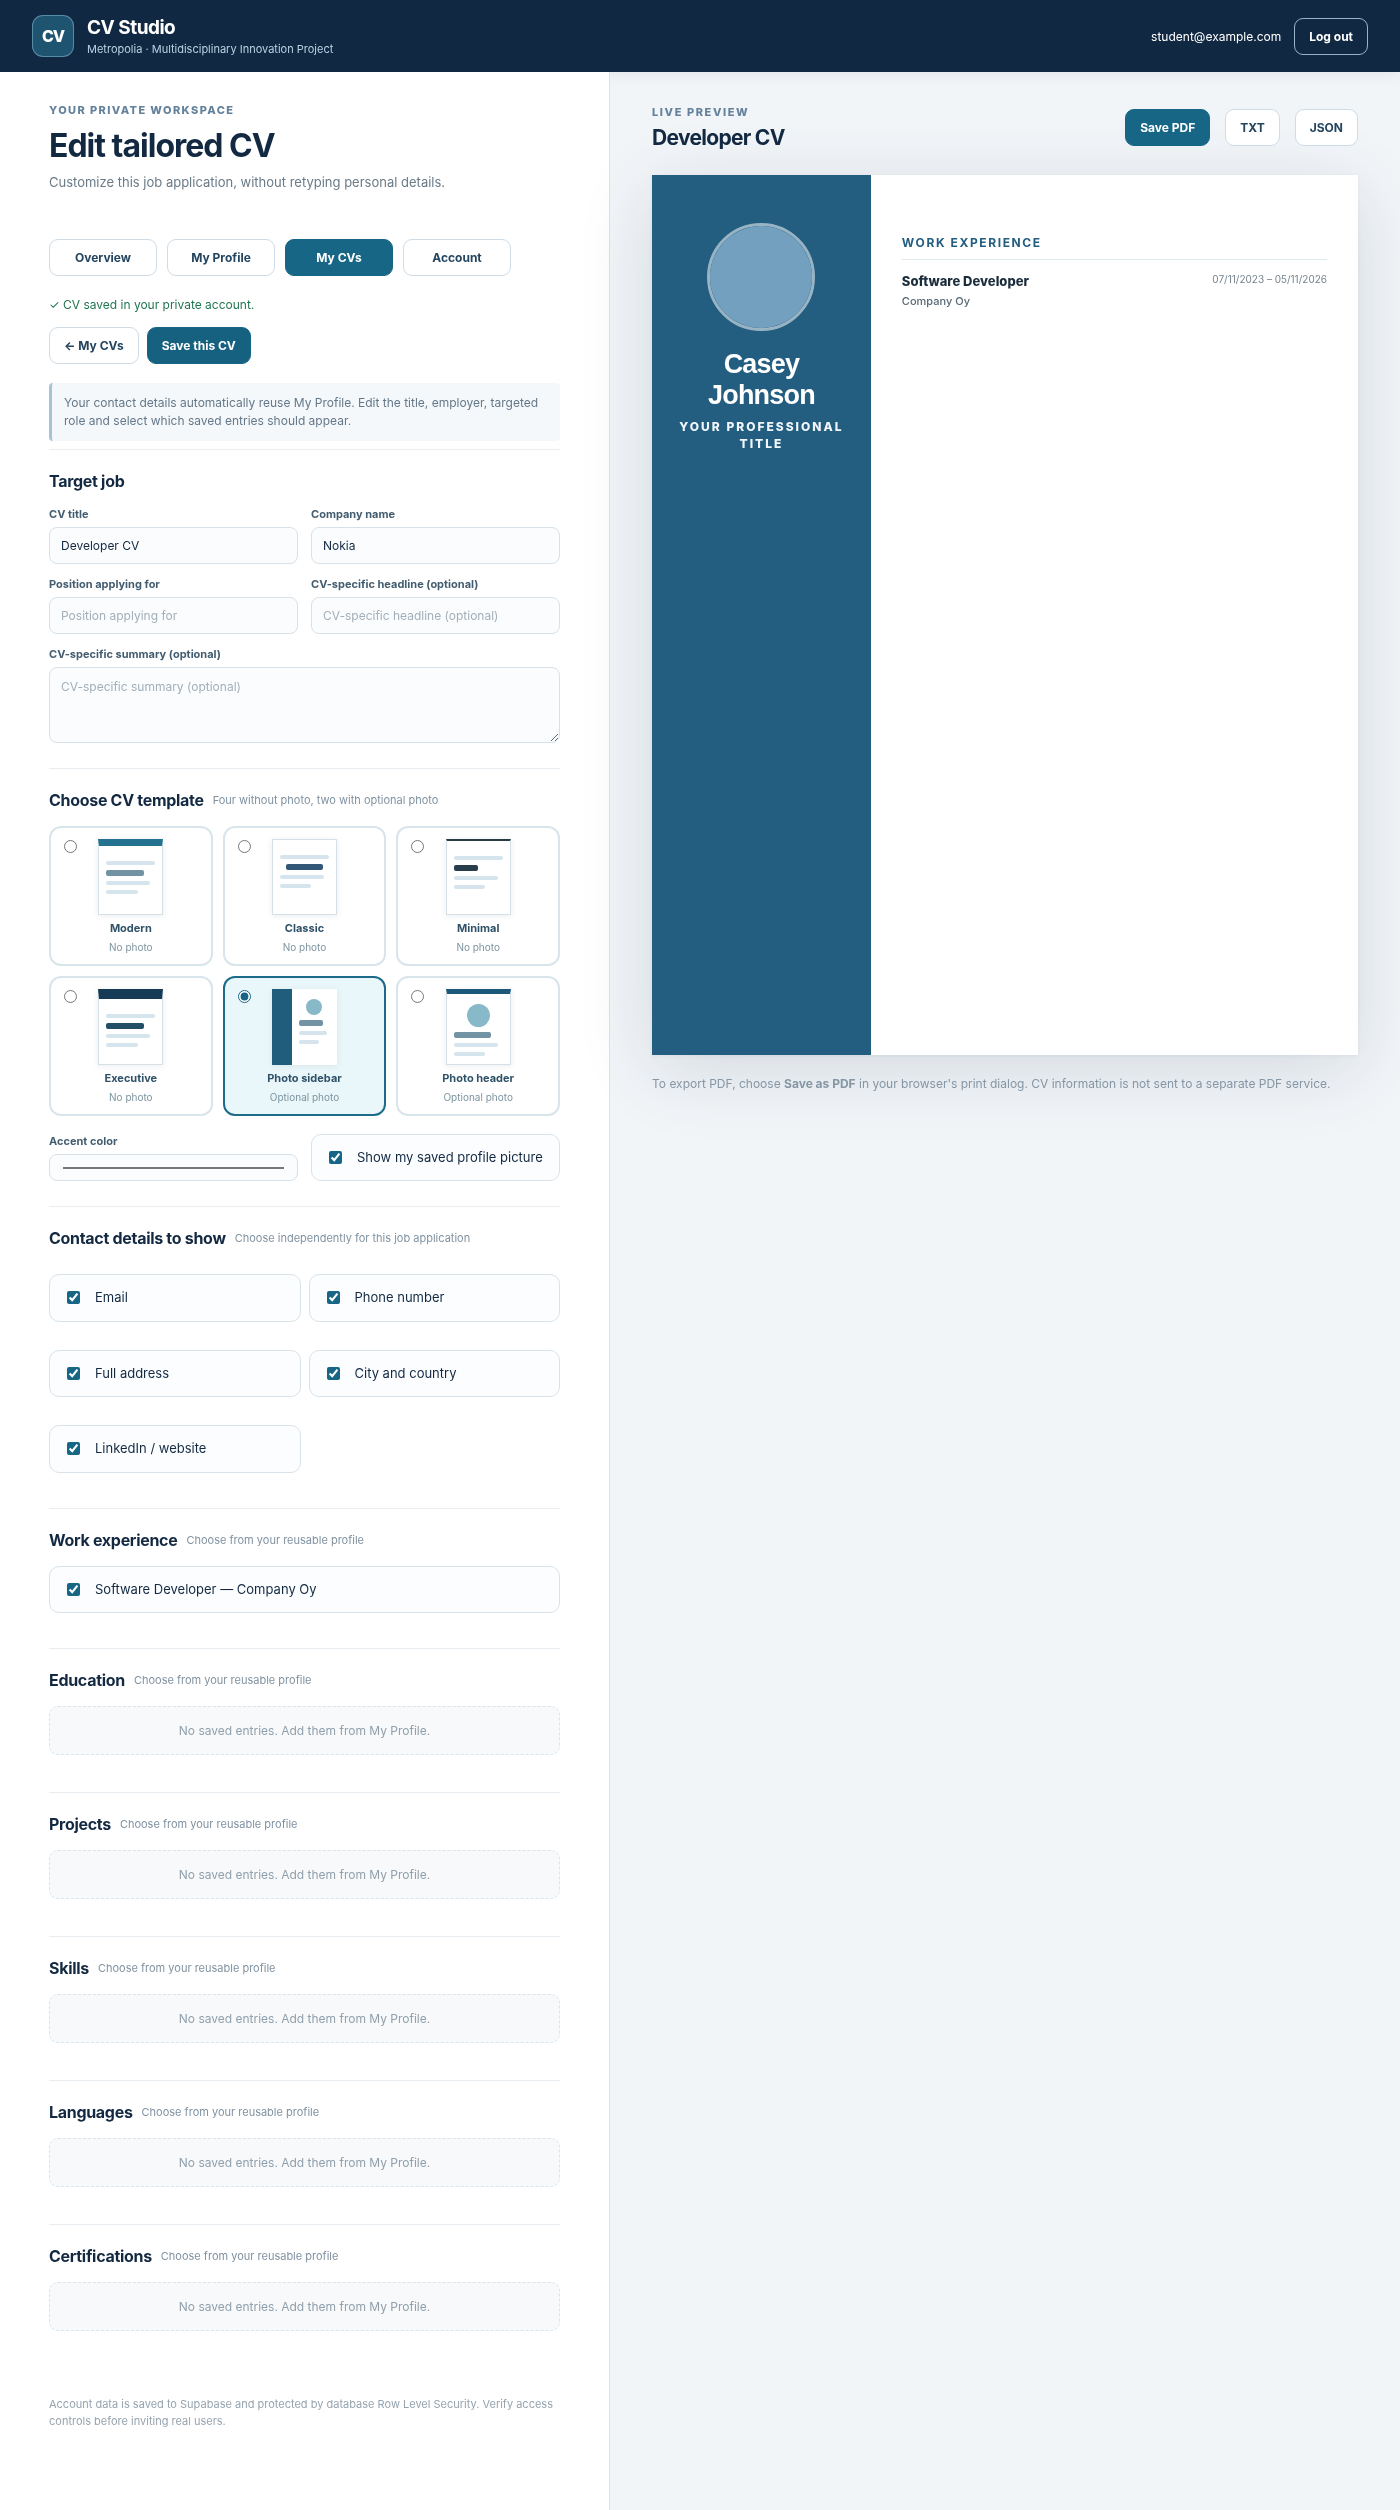 CV
CV Studio
Metropolia · Multidisciplinary Innovation Project
student@example.com
Log out
YOUR PRIVATE WORKSPACE
Edit tailored CV
Customize this job application, without retyping personal details.
Overview
My Profile
My CVs
Account
✓ CV saved in your private account.
← My CVs
Save this CV
Your contact details automatically reuse My Profile. Edit the title, employer, targeted
role and select which saved entries should appear.
Target job
CV title
Company name
Developer CV
Nokia
Position applying for
CV-specific headline (optional)
Position applying for
CV-specific headline (optional)
CV-specific summary (optional)
CV-specific summary (optional)
Choose CV template
Four without photo, two with optional photo
Modern
No photo
Classic
No photo
Minimal
No photo
Executive
No photo
Photo sidebar
Optional photo
Photo header
Optional photo
Accent color
Show my saved profile picture
Contact details to show
Choose independently for this job application
Email
Phone number
Full address
City and country
LinkedIn / website
Work experience
Choose from your reusable profile
Software Developer — Company Oy
Education
Choose from your reusable profile
No saved entries. Add them from My Profile.
Projects
Choose from your reusable profile
No saved entries. Add them from My Profile.
Skills
Choose from your reusable profile
No saved entries. Add them from My Profile.
Languages
Choose from your reusable profile
No saved entries. Add them from My Profile.
Certifications
Choose from your reusable profile
No saved entries. Add them from My Profile.
Account data is saved to Supabase and protected by database Row Level Security. Verify access
controls before inviting real users.
LIVE PREVIEW
Developer CV
Save PDF
TXT
JSON
Casey
Johnson
YOUR PROFESSIONAL
TITLE
WORK EXPERIENCE
Software Developer
07/11/2023 – 05/11/2026
Company Oy
To export PDF, choose Save as PDF in your browser's print dialog. CV information is not sent to a separate PDF service.